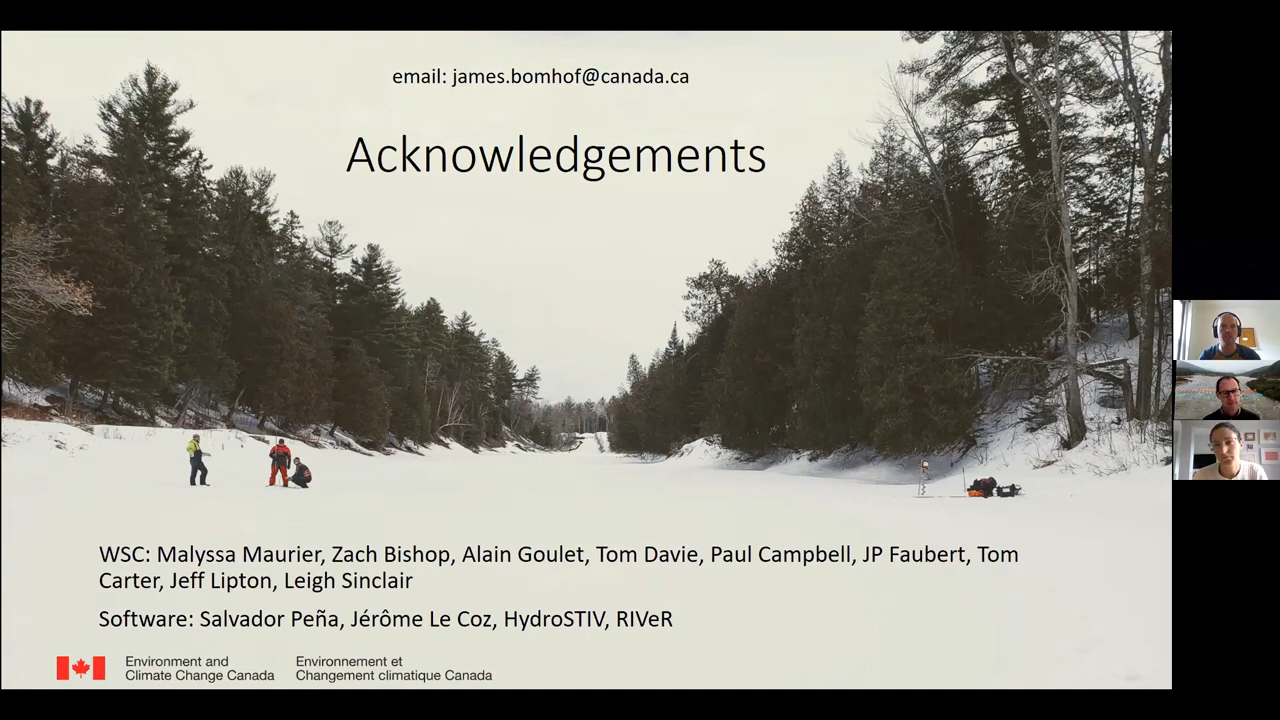 email: james.bomhof@canada.ca
Acknowledgements
WSC: Malyssa Maurier, Zach Bishop, Alain Goulet, Tom Davie, Paul Campbell, JP Faubert, Tom
Carter, Jeff Lipton, Leigh Sinclair
Software: Salvador Peña, Jérôme Le Coz, HydroSTIV, RIVeR
Environment and
Climate Change Canada
Environnement et
Changement climatique Canada